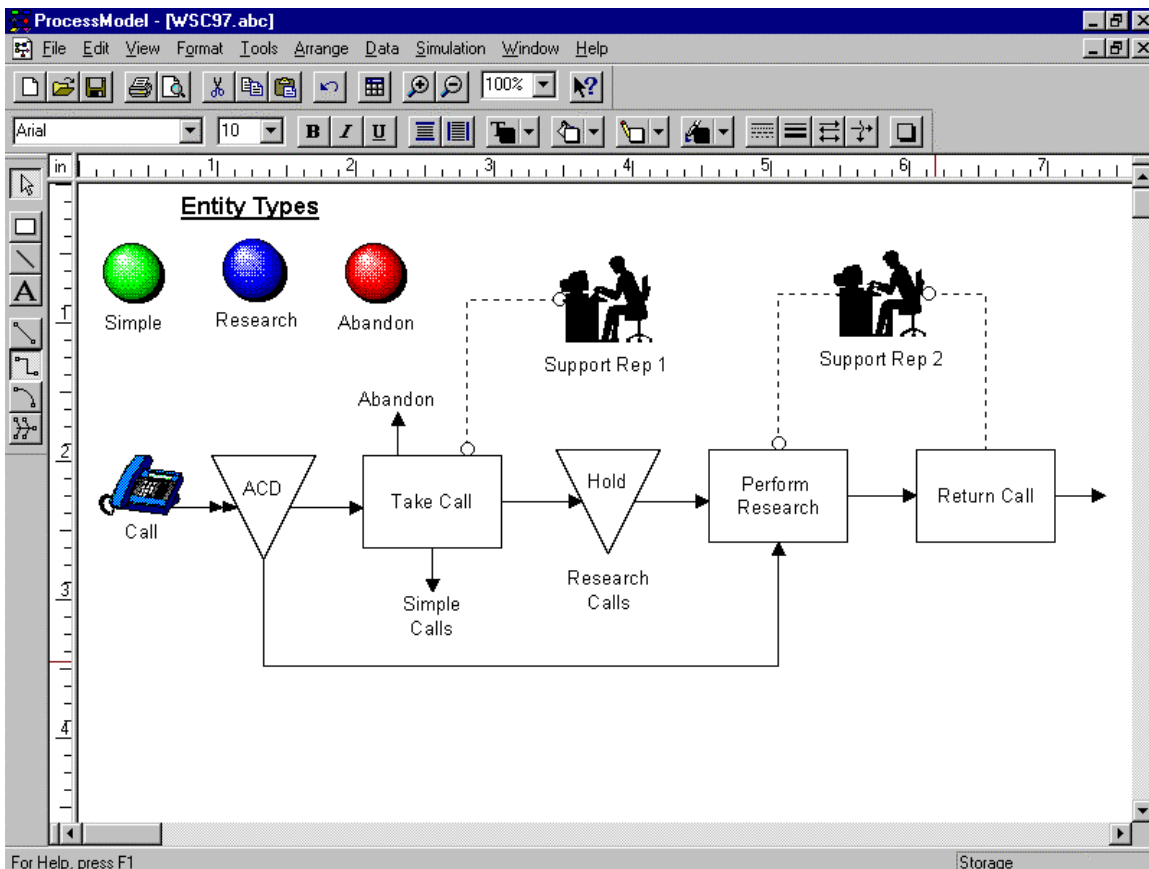 ProcessModel - [WSC97.abc]
File Edit View Format Tools Arrange Data Simulation Window Help
100%
Arial 10 B I U
in 1 2 3 4 5 6 7
Entity Types
Simple Research Abandon
1
Support Rep 1 Support Rep 2
Abandon
2
ACD Take Call Hold Perform
Research Return Call
Call
Research
Calls
3
Simple
Calls
4
A
For Help, press F1 Storage